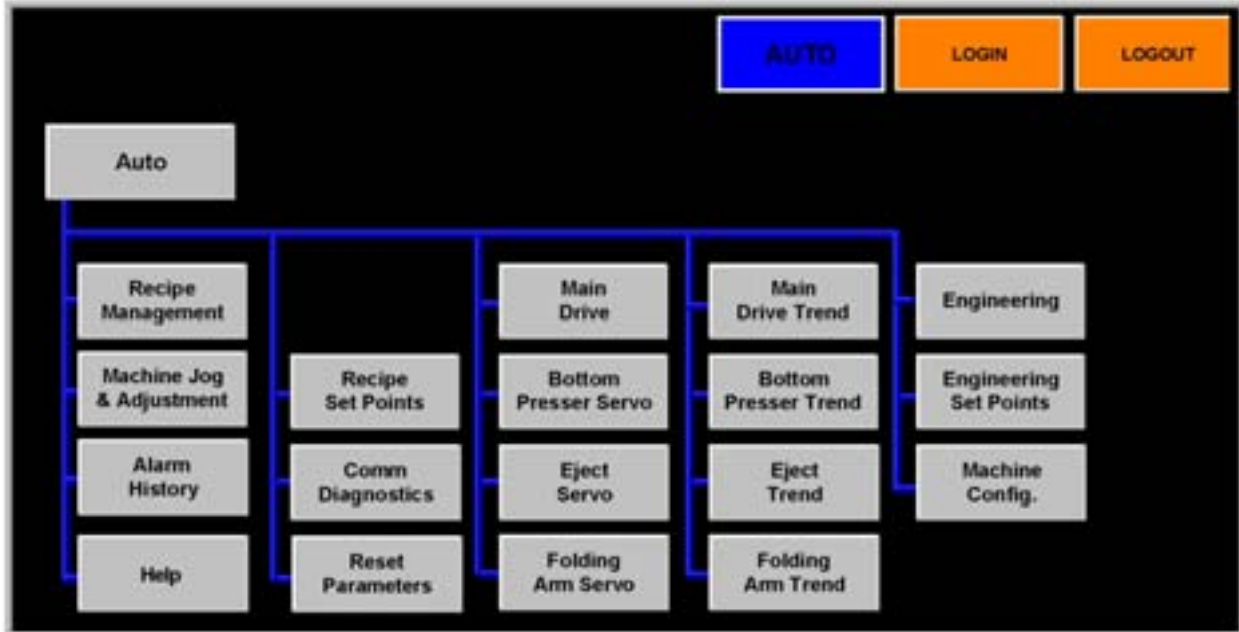 AUTO
LOGIN
LOGOUT
Auto
Recipe
Management
Machine Jog
& Adjustment
Alarm
History
Help
Recipe
Set Points
Comm
Diagnostics
Reset
Parameters
Main
Drive
Bottom
Presser Servo
Eject
Servo
Folding
Arm Servo
Main
Drive Trend
Bottom
Presser Trend
Eject
Trend
Folding
Arm Trend
Engineering
Engineering
Set Points
Machine
Config.